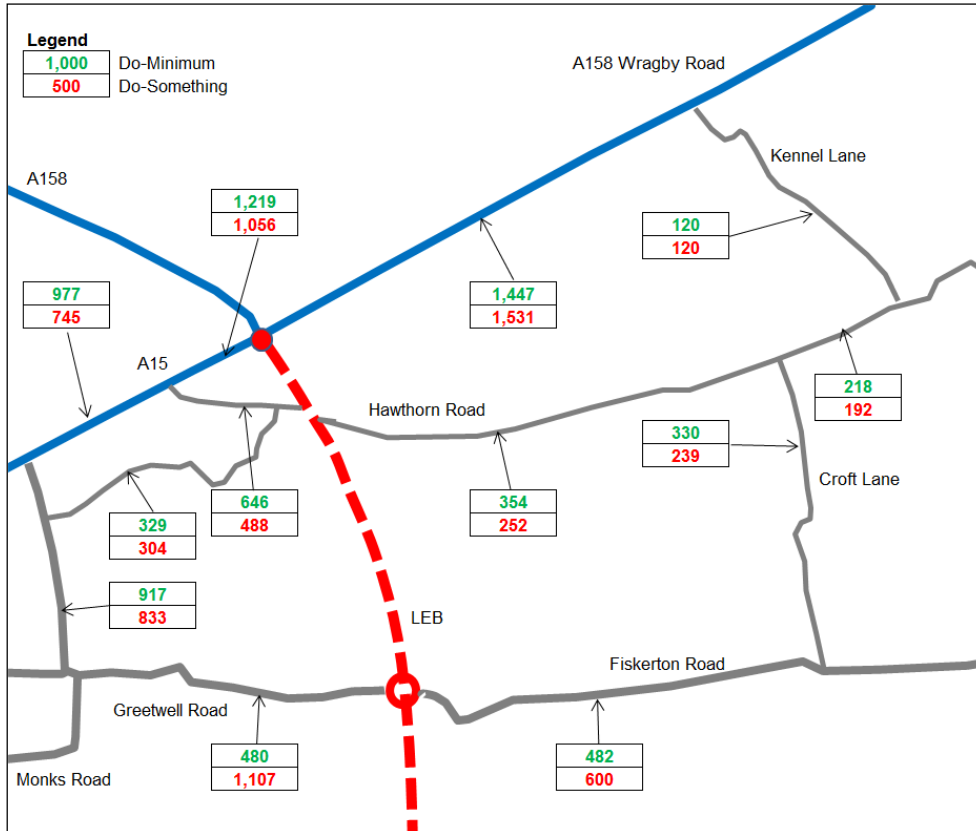 Legend
1,000 Do-Minimum
500 Do-Something
A158 Wragby Road
Kennel Lane
A158
1,219
1,056
120
120
977
745
1,447
1,531
A15
Hawthorn Road
218
192
330
239
Croft Lane
646
488
354
252
329
304
917
833
LEB
Fiskerton Road
Greetwell Road
480
1,107
482
600
Monks Road